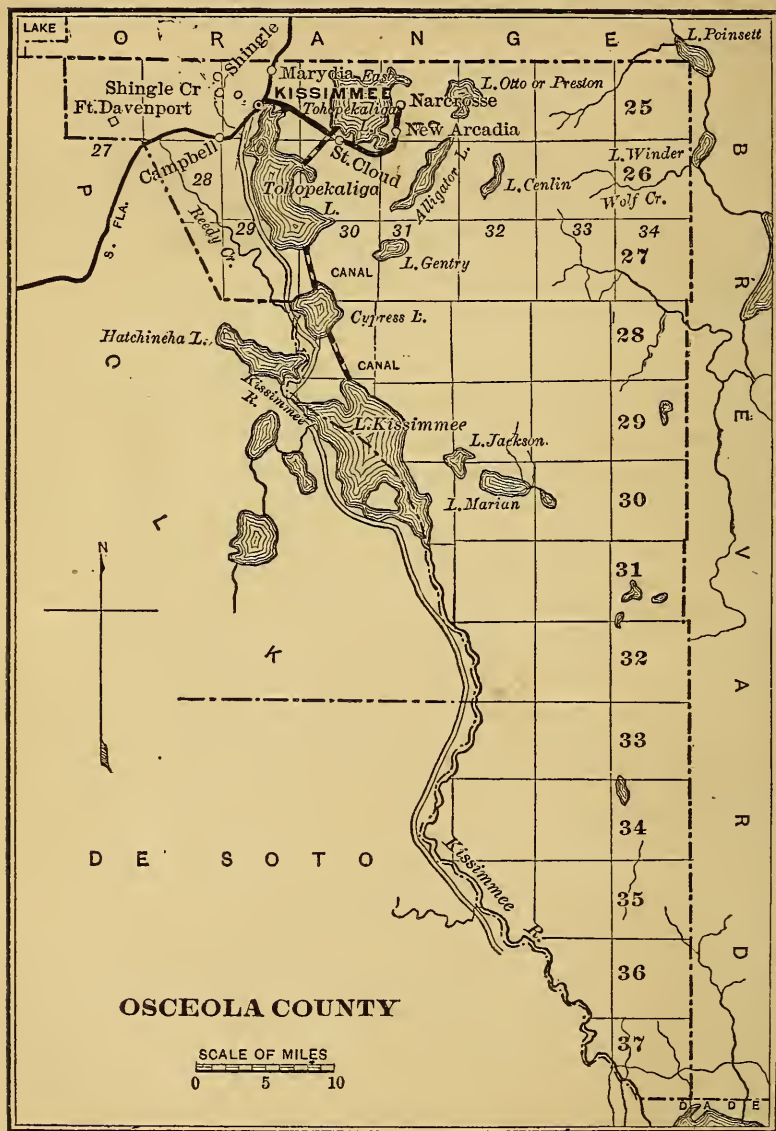 LAKE
O R A N G E
L. Poinsett
Shingle
Shingle Cr
Marydia
East
KISSIMMEE
Tohopekaliga
Narcrosse
L. Otto or Preston
25
Ft. Davenport
New Arcadia
27
Campbell
St. Cloud
L. Winder
B R E V A R D
28
Tohopekaliga
L.
Alligator L.
L. Cenlin
26
Wolf Cr.
P O L K
S. FLA.
Reedy Cr.
29
30
31
32
33
34
L. Gentry
27
CANAL
Cypress L.
28
Hatchineha L.
CANAL
Kissimmee
R.
L. Kissimmee
29
L. Jackson.
L. Marian
30
N
31
32
33
34
DE SOTO
Kissimmee
R.
35
36
OSCEOLA COUNTY
37
SCALE OF MILES
0 5 10
D A D E